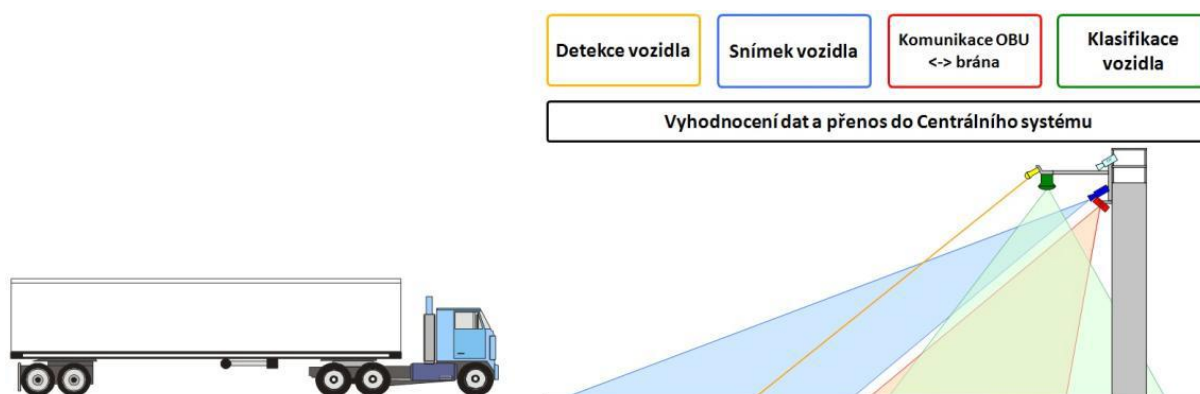 Detekce vozidla
Snímek vozidla
Komunikace OBU
<-> brána
Klasifikace
vozidla
Vyhodnocení dat a přenos do Centrálního systému